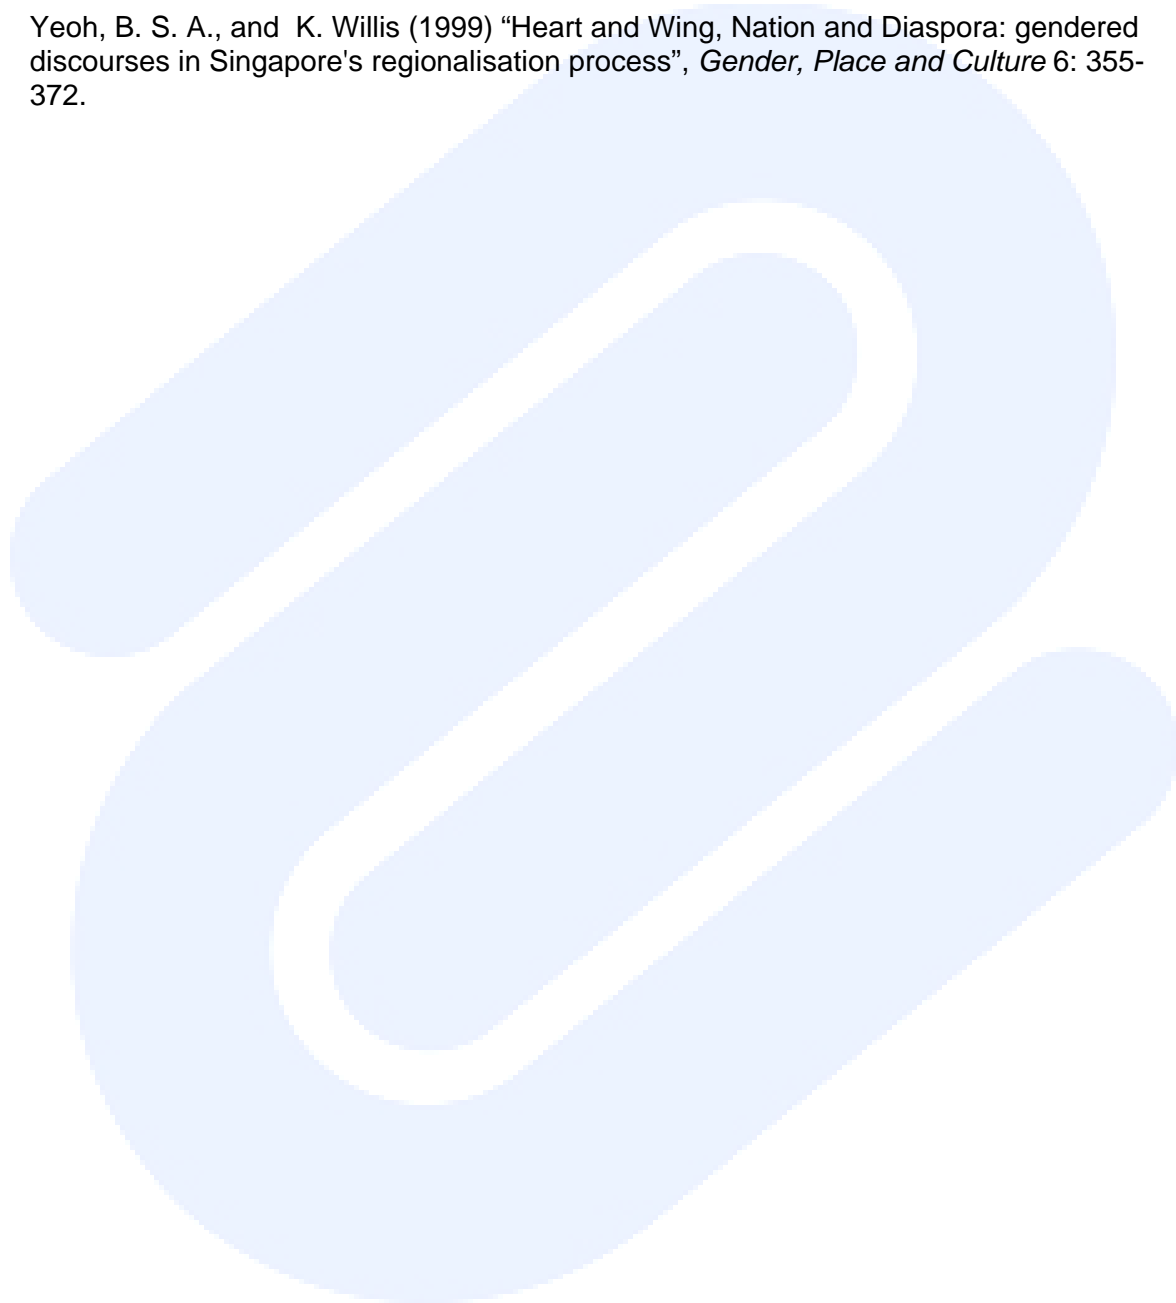 Yeoh, B. S. A., and  K. Willis (1999) “Heart and Wing, Nation and Diaspora: gendered
discourses in Singapore's regionalisation process”, Gender, Place and Culture 6: 355-
372.